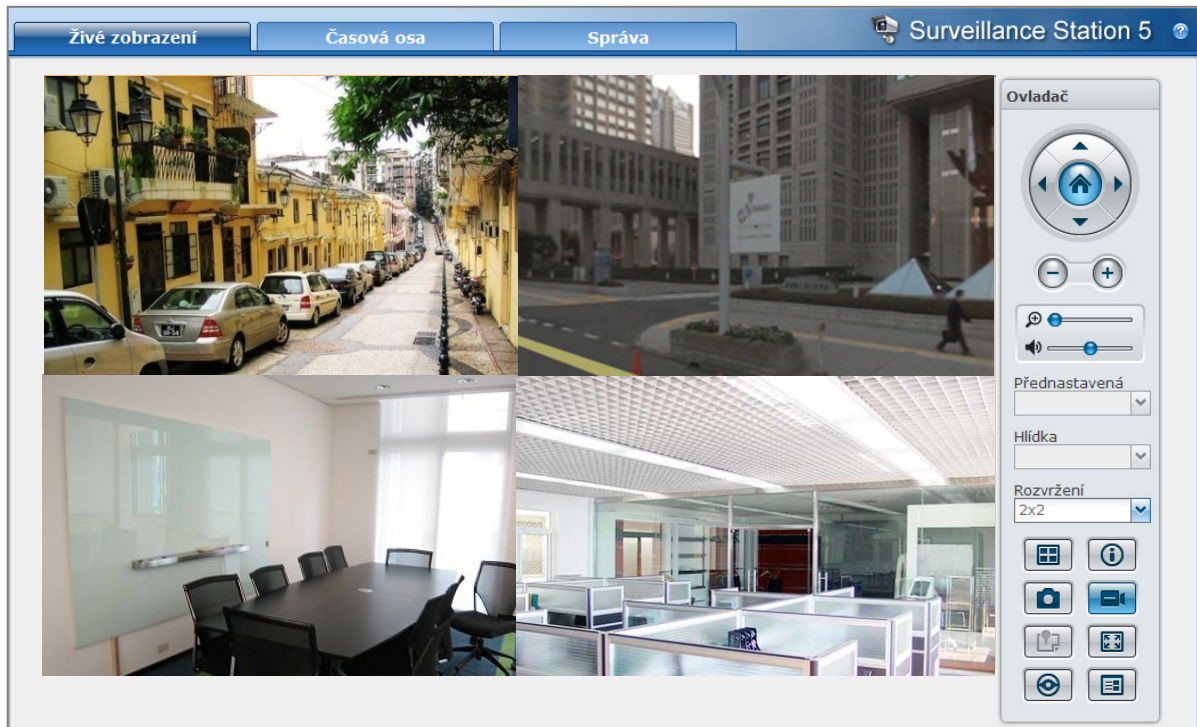 Živé zobrazení
Časová osa
Správa
Surveillance Station 5
?
Ovladač
Přednastavená
Hlídka
Rozvržení
2x2